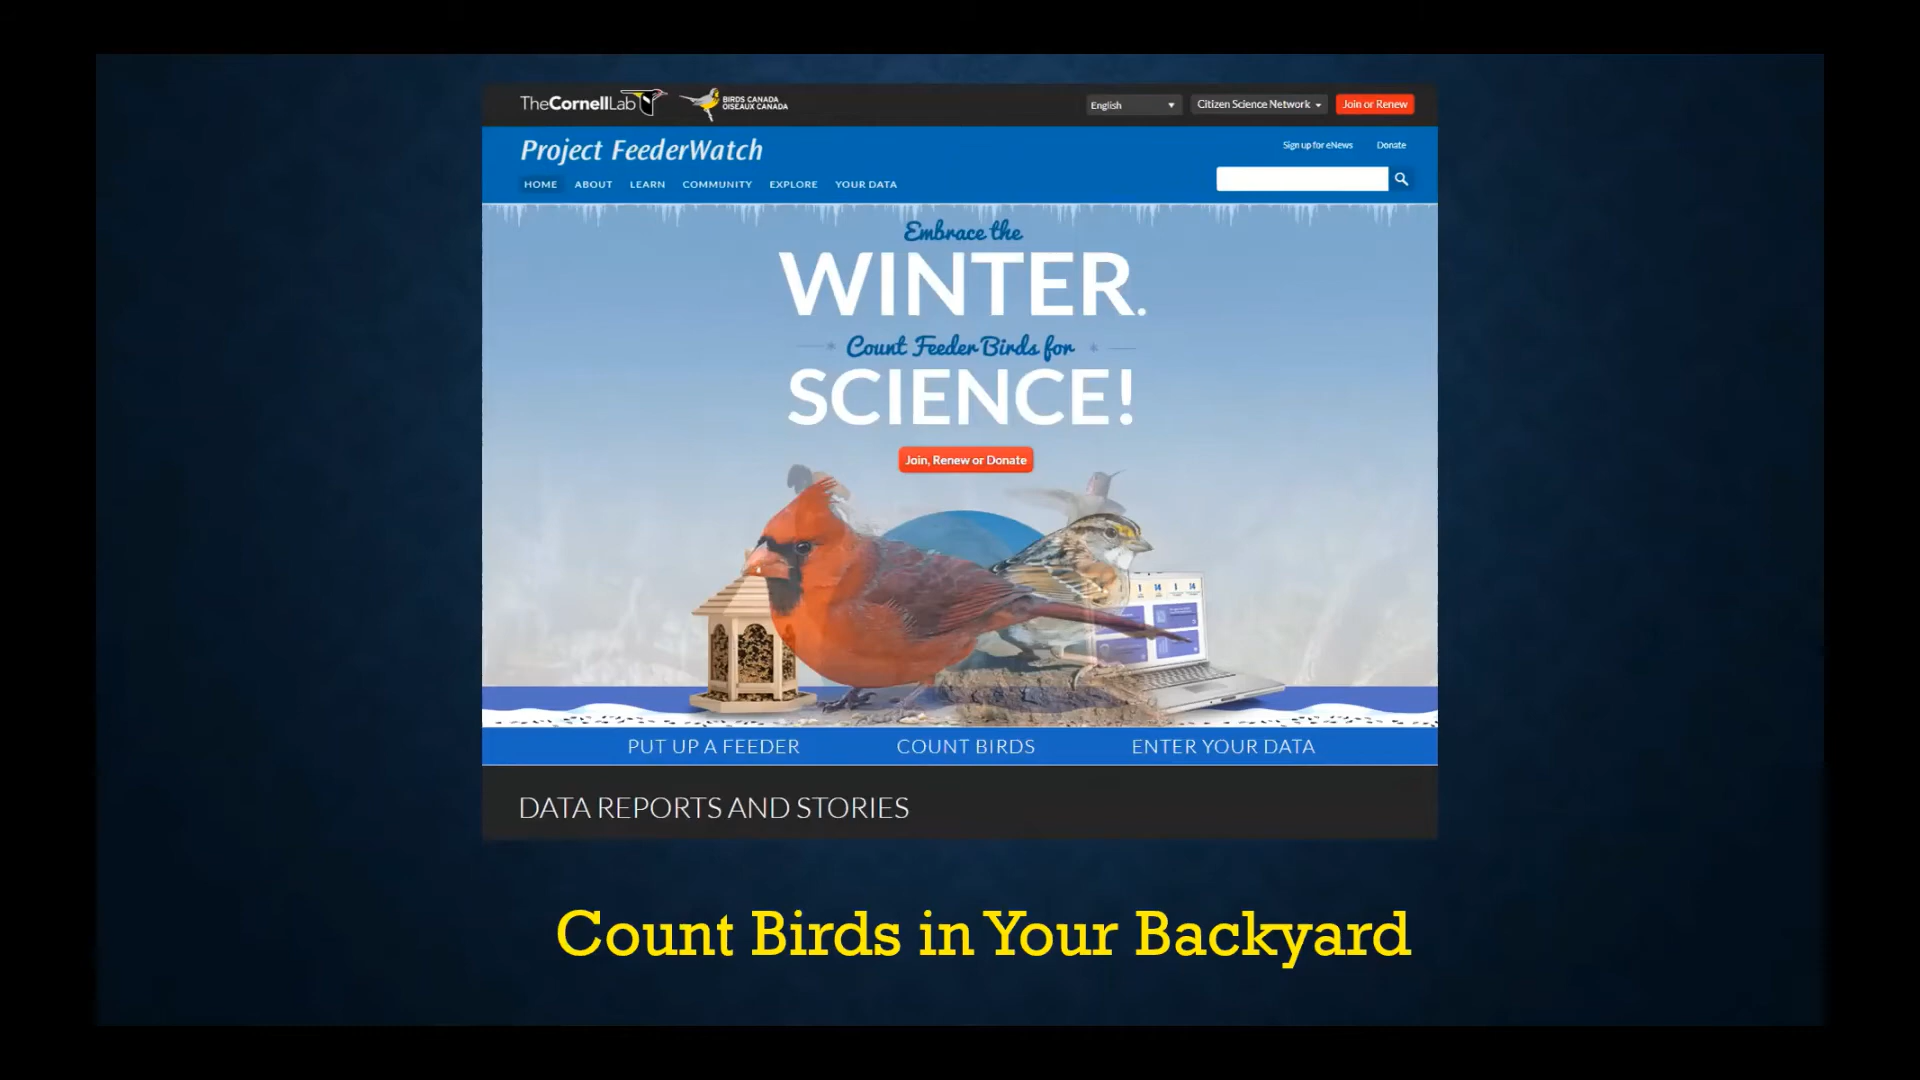 TheCornellLab
BIRDS CANADA
OISEAUX CANADA
English
Citizen Science Network
Join or Renew
Project FeederWatch
Sign up for eNews
Donate
HOME
ABOUT
LEARN
COMMUNITY
EXPLORE
YOUR DATA
Embrace the
WINTER.
Count Feeder Birds for
SCIENCE!
Join, Renew or Donate
PUT UP A FEEDER
COUNT BIRDS
ENTER YOUR DATA
DATA REPORTS AND STORIES
Count Birds in Your Backyard